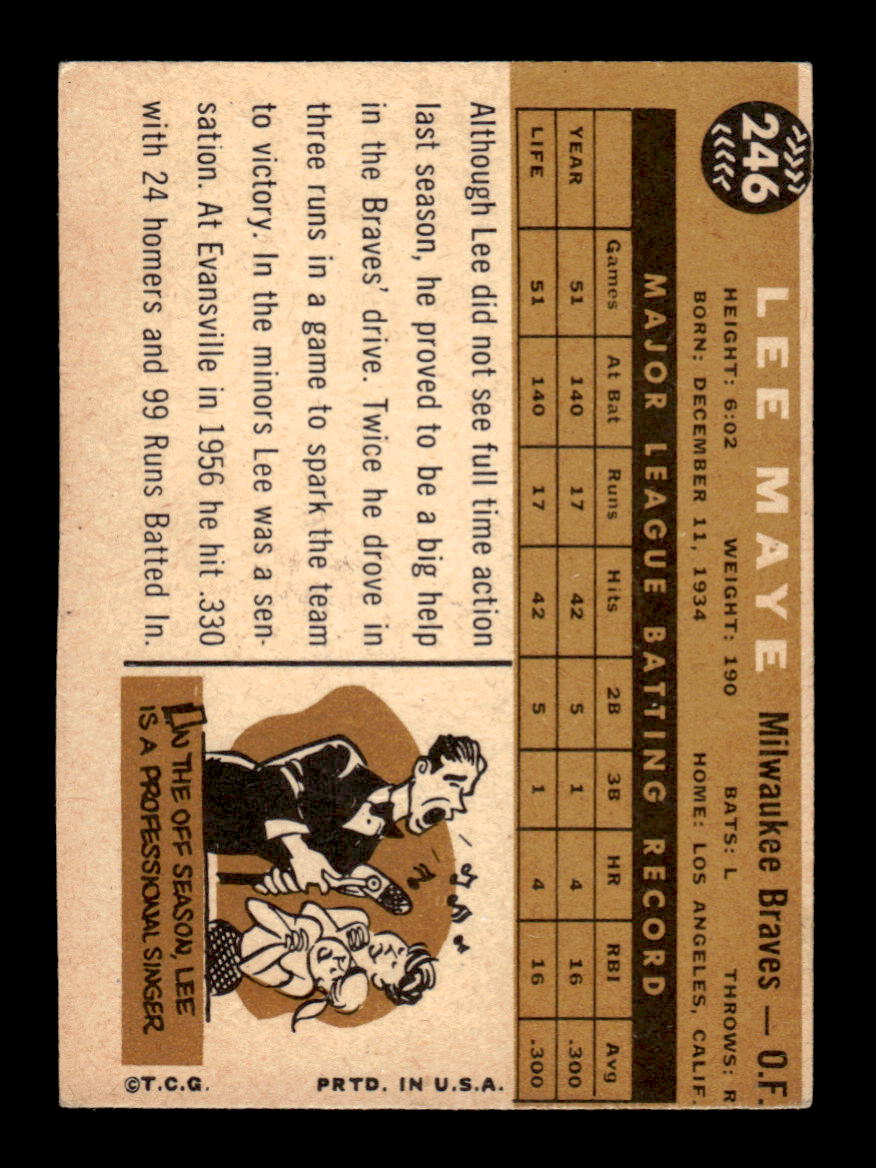 246
LEE MAYE Milwaukee Braves — O.F.
HEIGHT: 6:02 WEIGHT: 190 BATS: L THROWS: R
BORN: DECEMBER 11, 1934 HOME: LOS ANGELES, CALIF.
MAJOR LEAGUE BATTING RECORD
Games At Bat Runs Hits 2B 3B HR RBI Avg
YEAR 51 140 17 42 5 1 4 16 .300
LIFE 51 140 17 42 5 1 4 16 .300
Although Lee did not see full time action
last season, he proved to be a big help
in the Braves' drive. Twice he drove in
three runs in a game to spark the team
to victory. In the minors Lee was a sen-
sation. At Evansville in 1956 he hit .330
with 24 homers and 99 Runs Batted In.
IN THE OFF SEASON, LEE
IS A PROFESSIONAL SINGER
©T.C.G. PRTD. IN U.S.A.